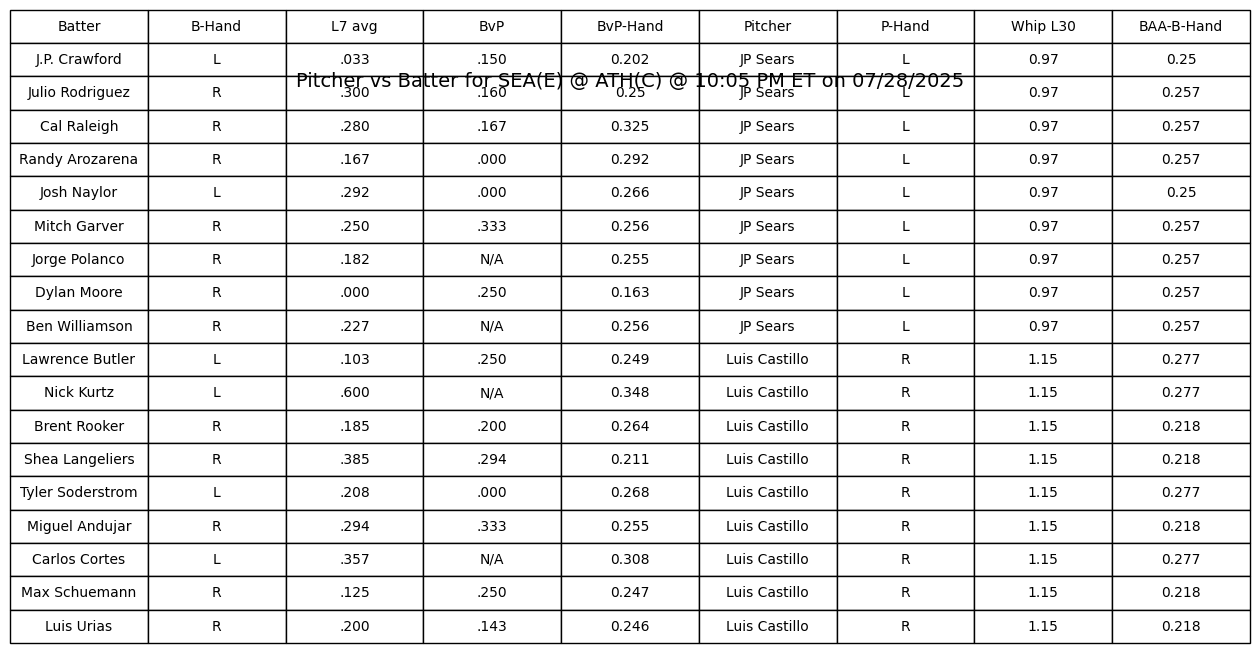 Batter B-Hand L7 avg BvP BvP-Hand Pitcher P-Hand Whip L30 BAA-B-Hand
J.P. Crawford L .033 .150 0.202 JP Sears L 0.97 0.25
Pitcher vs Batter for SEA(E) @ ATH(C) @ 10:05 PM ET on 07/28/2025
Julio Rodriguez R .300 .160 0.25 JP Sears L 0.97 0.257
Cal Raleigh R .280 .167 0.325 JP Sears L 0.97 0.257
Randy Arozarena R .167 .000 0.292 JP Sears L 0.97 0.257
Josh Naylor L .292 .000 0.266 JP Sears L 0.97 0.25
Mitch Garver R .250 .333 0.256 JP Sears L 0.97 0.257
Jorge Polanco R .182 N/A 0.255 JP Sears L 0.97 0.257
Dylan Moore R .000 .250 0.163 JP Sears L 0.97 0.257
Ben Williamson R .227 N/A 0.256 JP Sears L 0.97 0.257
Lawrence Butler L .103 .250 0.249 Luis Castillo R 1.15 0.277
Nick Kurtz L .600 N/A 0.348 Luis Castillo R 1.15 0.277
Brent Rooker R .185 .200 0.264 Luis Castillo R 1.15 0.218
Shea Langeliers R .385 .294 0.211 Luis Castillo R 1.15 0.218
Tyler Soderstrom L .208 .000 0.268 Luis Castillo R 1.15 0.277
Miguel Andujar R .294 .333 0.255 Luis Castillo R 1.15 0.218
Carlos Cortes L .357 N/A 0.308 Luis Castillo R 1.15 0.277
Max Schuemann R .125 .250 0.247 Luis Castillo R 1.15 0.218
Luis Urias R .200 .143 0.246 Luis Castillo R 1.15 0.218